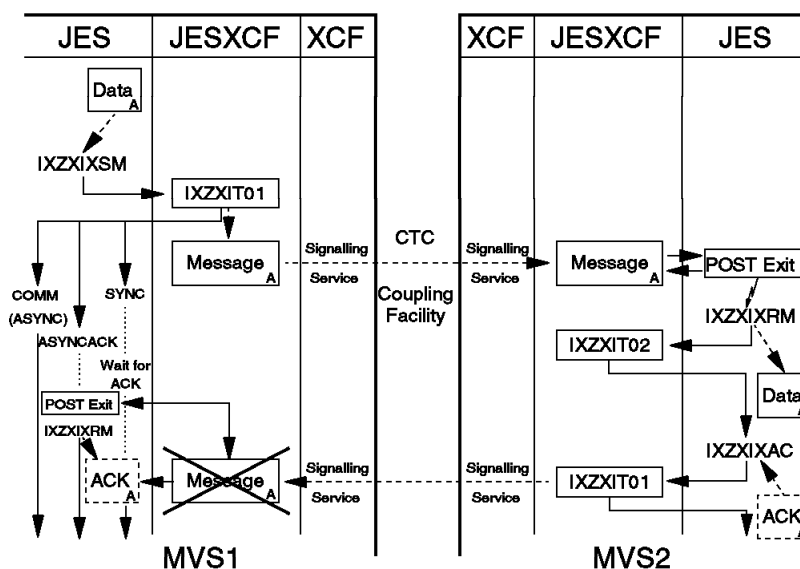 JES
JESXCF
XCF
XCF
JESXCF
JES
Data
A
IXZXIXSM
IXZXIT01
Message
A
Signalling
Service
CTC
Coupling
Facility
Signalling
Service
Message
A
POST Exit
COMM
(ASYNC)
SYNC
ASYNCACK
Wait for
ACK
IXZXIXRM
IXZXIT02
Data
A
POST Exit
IXZXIXRM
ACK
A
Message
A
Signalling
Service
Signalling
Service
IXZXIT01
IXZXIXAC
ACK
A
MVS1
MVS2